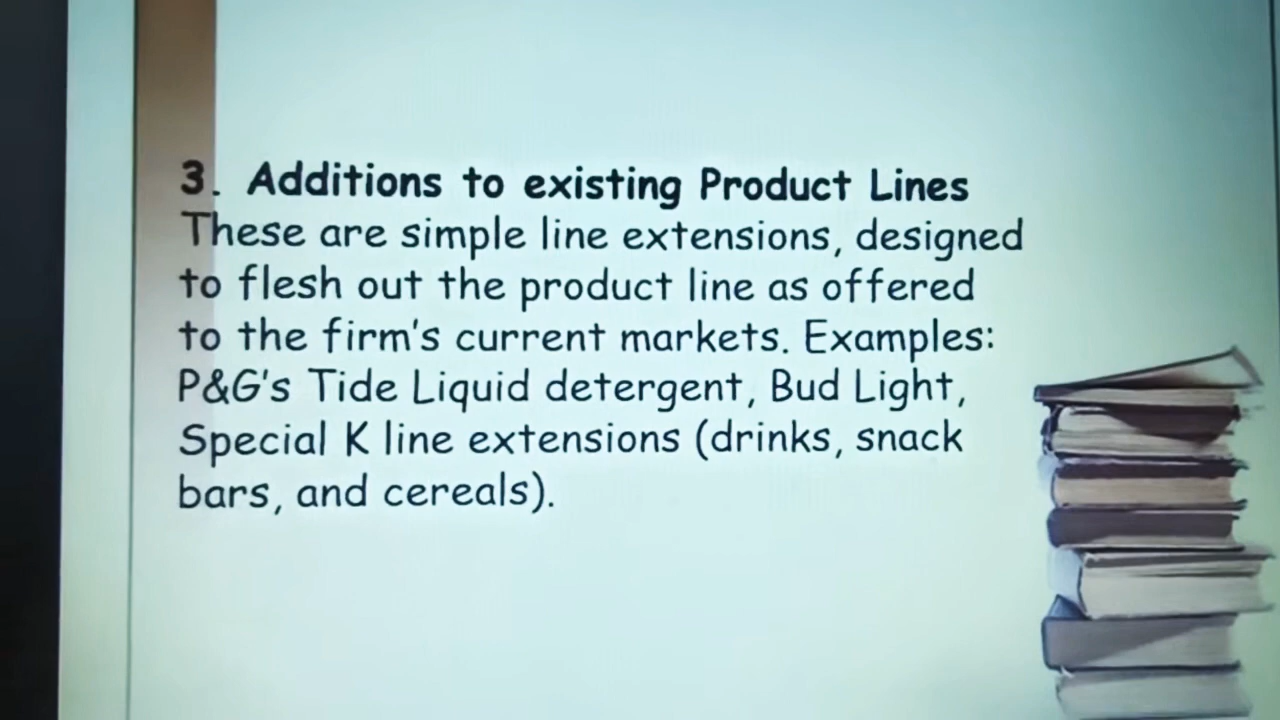 3. Additions to existing Product Lines
These are simple line extensions, designed
to flesh out the product line as offered
to the firm's current markets. Examples:
P&G's Tide Liquid detergent, Bud Light,
Special K line extensions (drinks, snack
bars, and cereals).